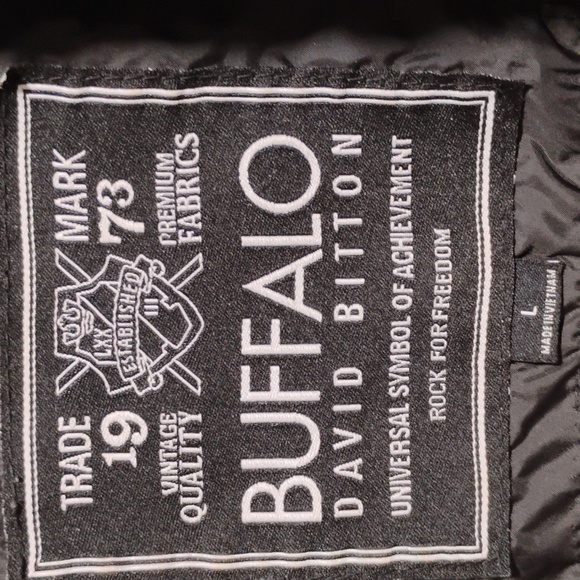 TRADE MARK
19 73
LXX
ESTABLISHED
III
VINTAGE PREMIUM
QUALITY FABRICS
BUFFALO
DAVID BITTON
UNIVERSAL SYMBOL OF ACHIEVEMENT
ROCK FOR FREEDOM
L
MADE IN VIETNAM